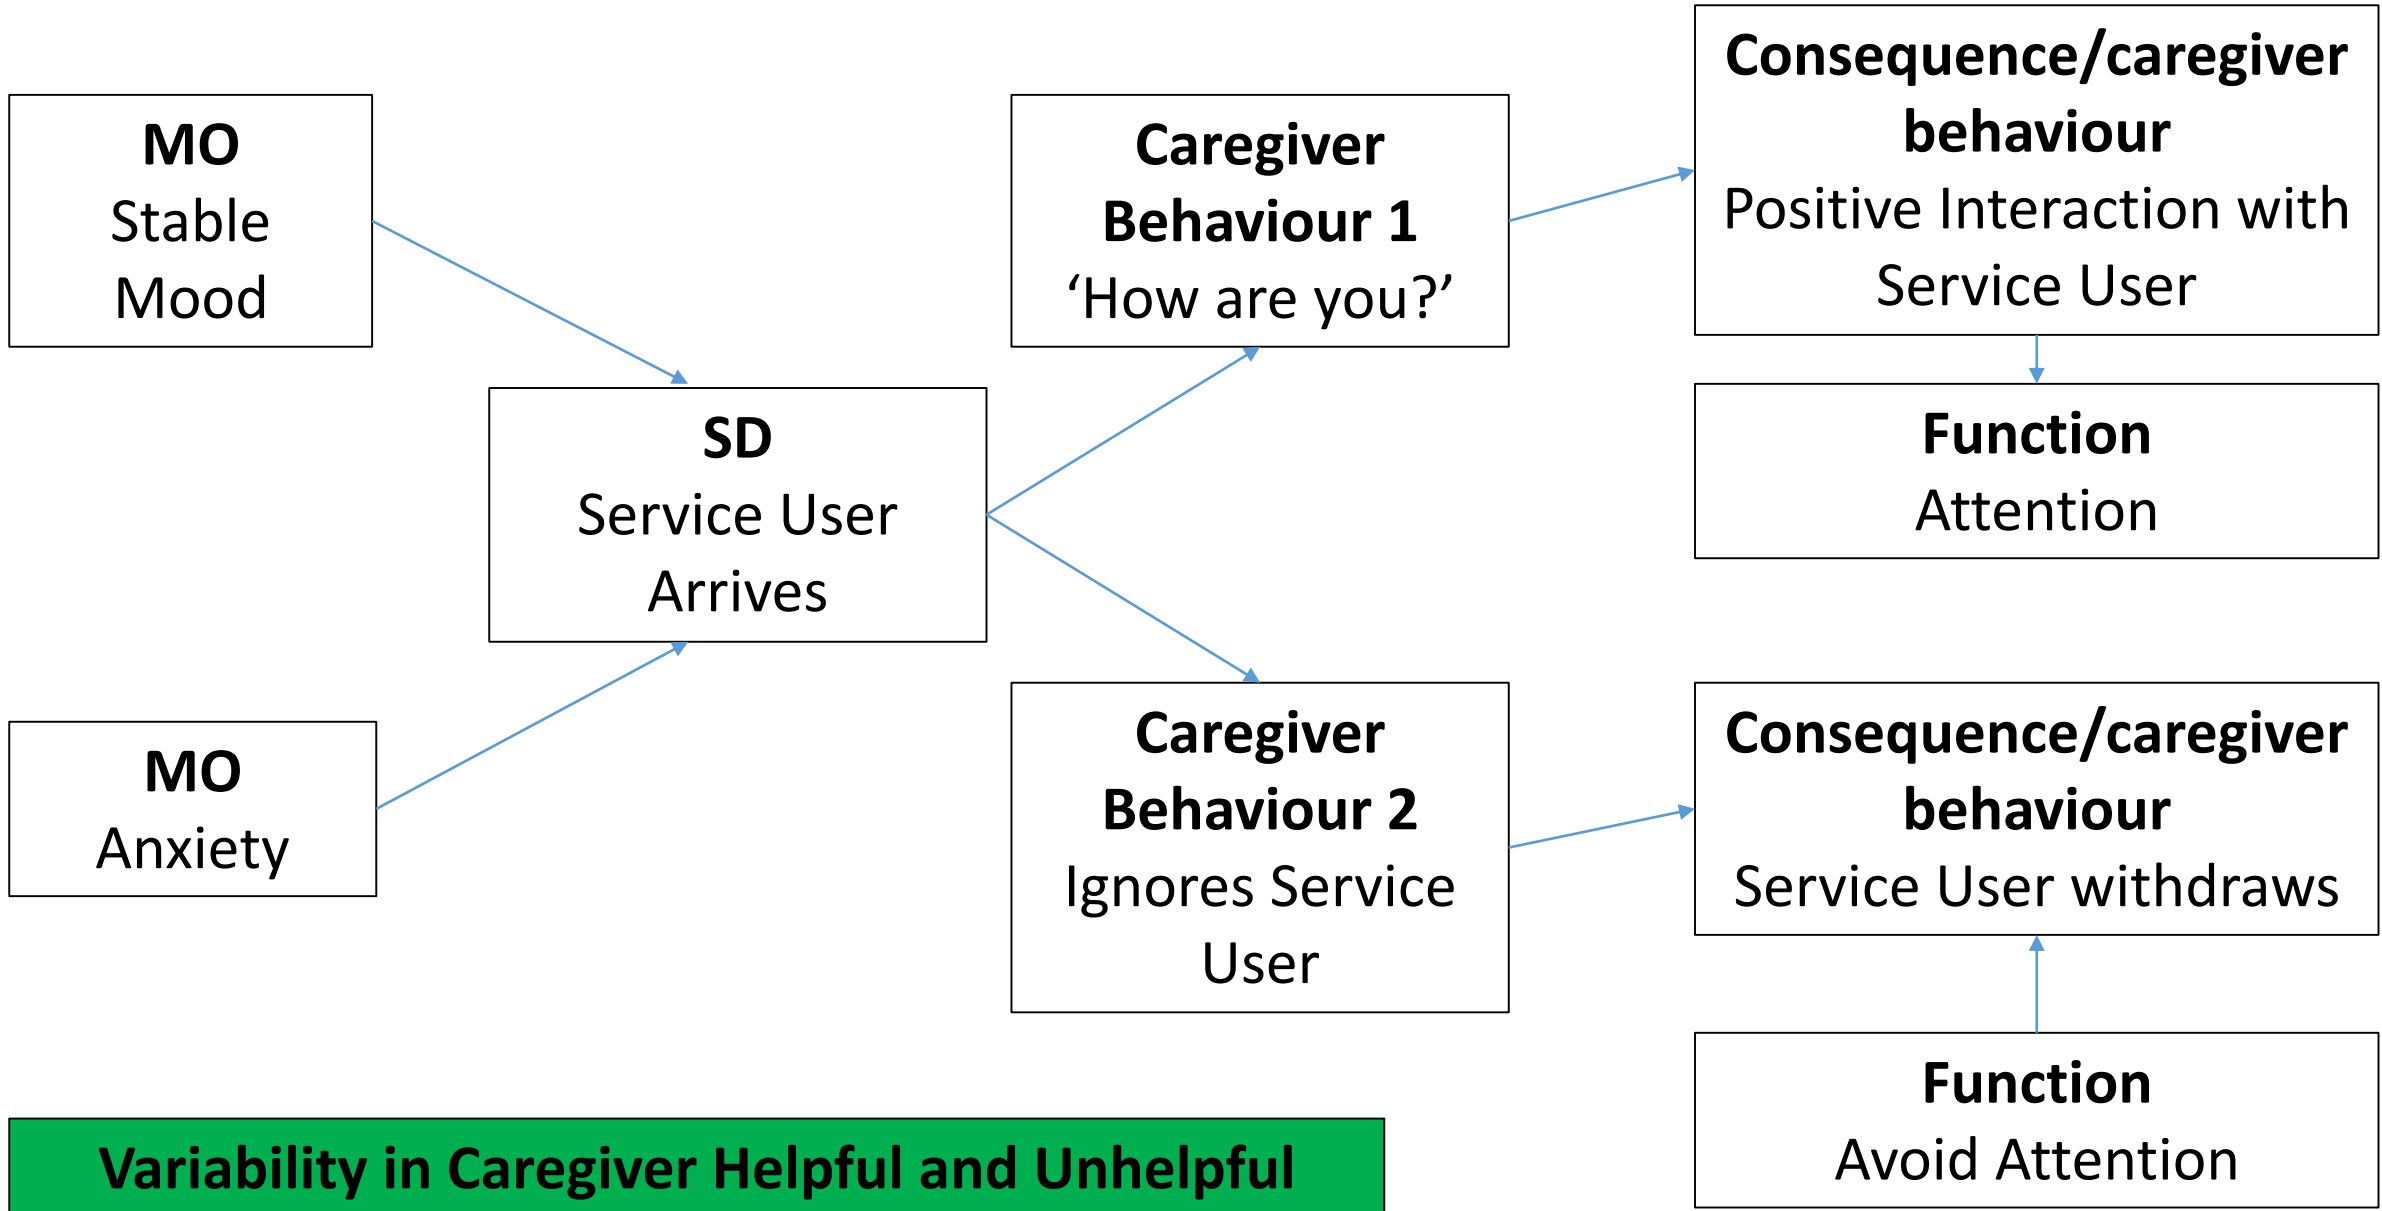 MO
Stable
Mood
MO
Anxiety
SD
Service User
Arrives
Caregiver
Behaviour 1
‘How are you?’
Caregiver
Behaviour 2
Ignores Service
User
Consequence/caregiver
behaviour
Positive Interaction with
Service User
Function
Attention
Consequence/caregiver
behaviour
Service User withdraws
Function
Avoid Attention
Variability in Caregiver Helpful and Unhelpful